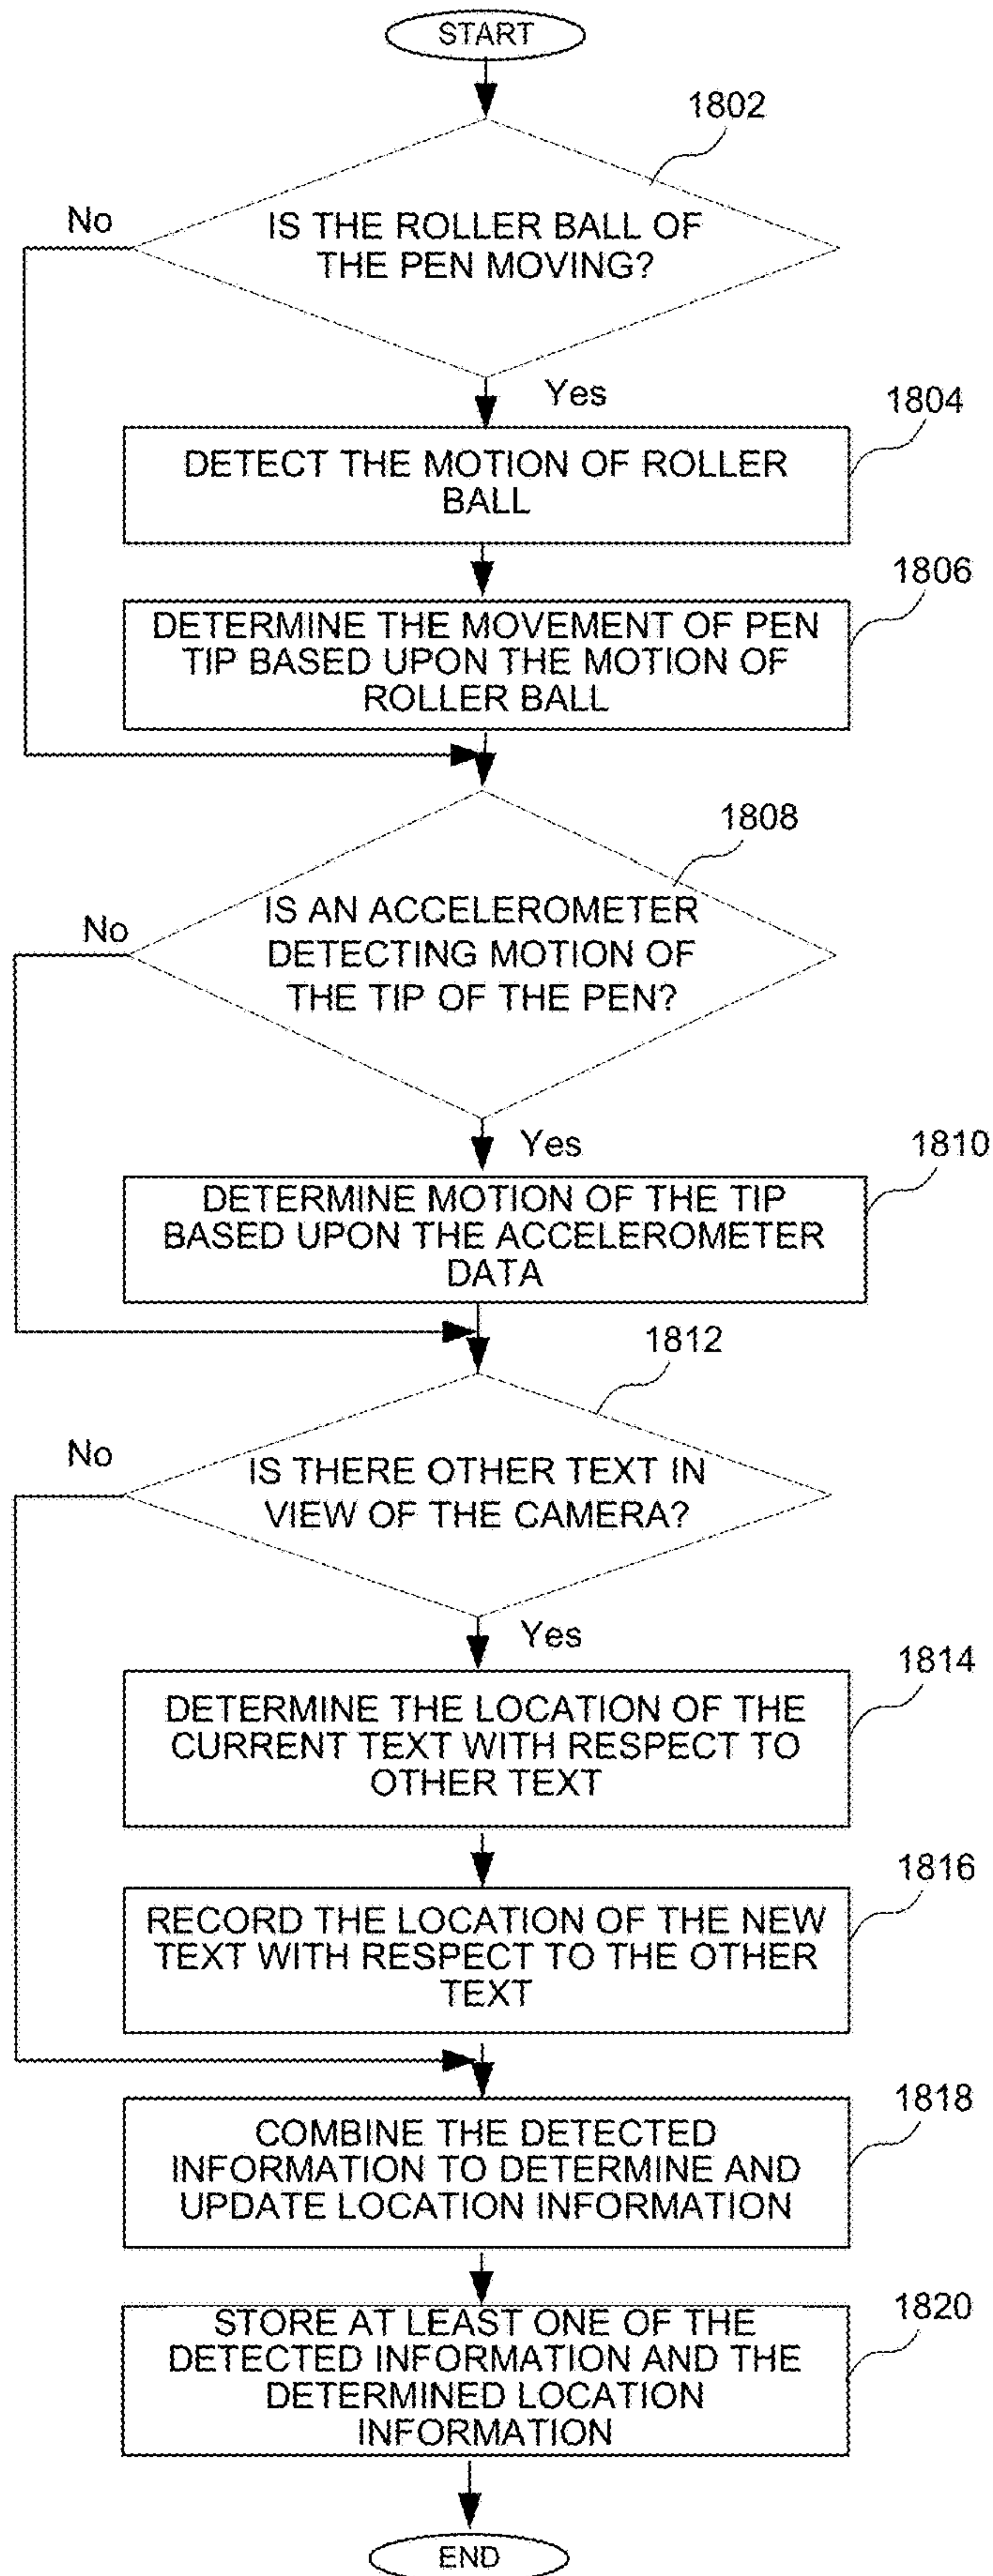 START
1802
No
IS THE ROLLER BALL OF
THE PEN MOVING?
Yes
1804
DETECT THE MOTION OF ROLLER
BALL
1806
DETERMINE THE MOVEMENT OF PEN
TIP BASED UPON THE MOTION OF
ROLLER BALL
1808
No
IS AN ACCELEROMETER
DETECTING MOTION OF
THE TIP OF THE PEN?
Yes
1810
DETERMINE MOTION OF THE TIP
BASED UPON THE ACCELEROMETER
DATA
1812
No
IS THERE OTHER TEXT IN
VIEW OF THE CAMERA?
Yes
1814
DETERMINE THE LOCATION OF THE
CURRENT TEXT WITH RESPECT TO
OTHER TEXT
1816
RECORD THE LOCATION OF THE NEW
TEXT WITH RESPECT TO THE OTHER
TEXT
1818
COMBINE THE DETECTED
INFORMATION TO DETERMINE AND
UPDATE LOCATION INFORMATION
1820
STORE AT LEAST ONE OF THE
DETECTED INFORMATION AND THE
DETERMINED LOCATION
INFORMATION
END